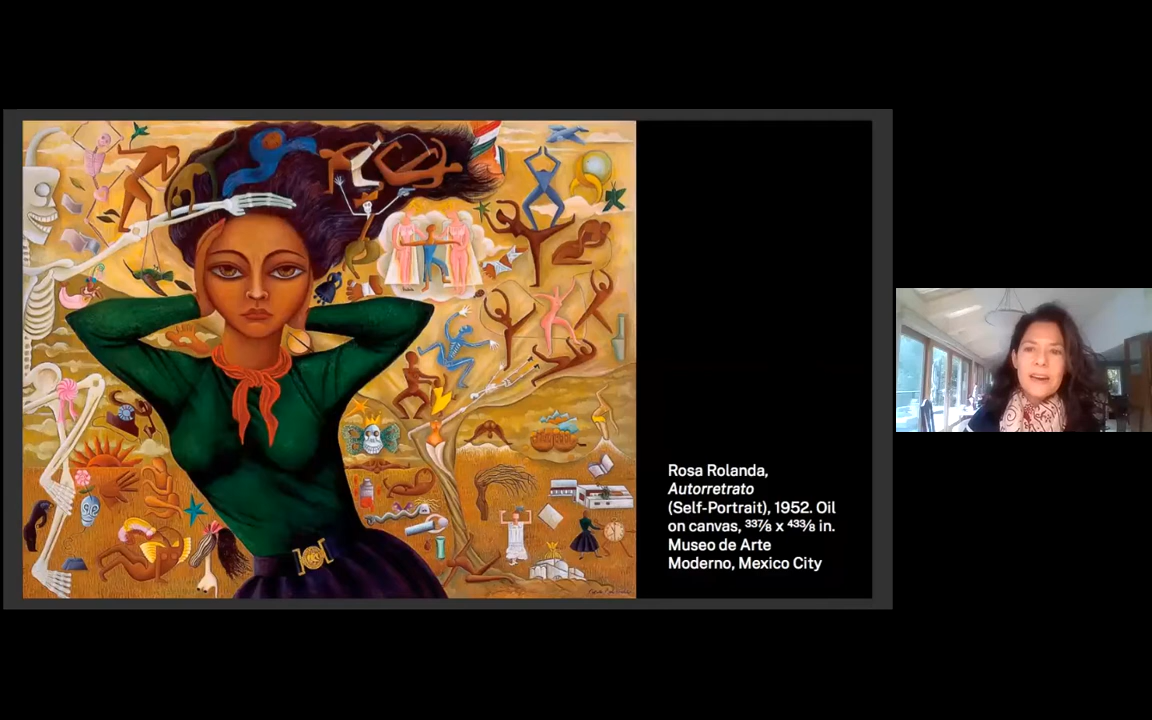 Rosa Rolanda,
Autorretrato
(Self-Portrait), 1952. Oil
on canvas, 337/8 x 433/8 in.
Museo de Arte
Moderno, Mexico City